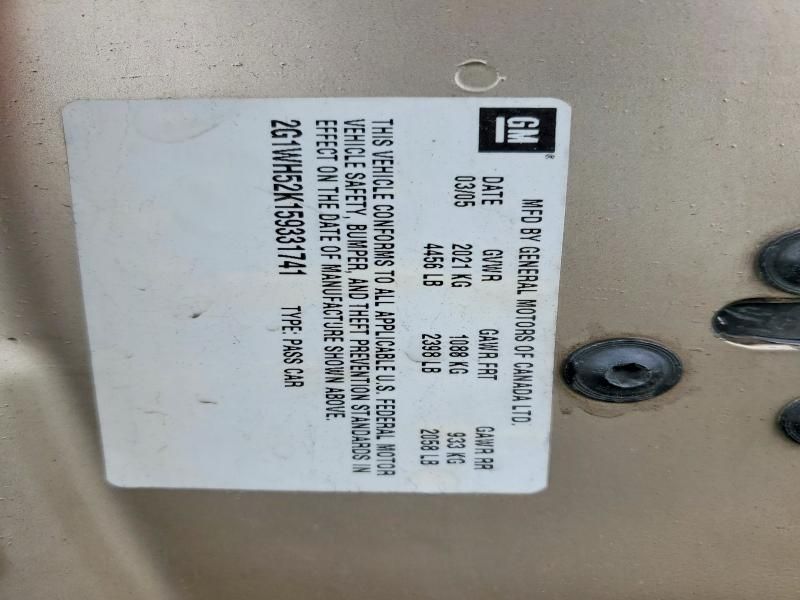 GM®
MFD BY GENERAL MOTORS OF CANADA LTD.
DATE GVWR GAWR FRT GAWR RR
03/05 2021 KG 1088 KG 933 KG
4456 LB 2398 LB 2058 LB
THIS VEHICLE CONFORMS TO ALL APPLICABLE U.S. FEDERAL MOTOR
VEHICLE SAFETY, BUMPER, AND THEFT PREVENTION STANDARDS IN
EFFECT ON THE DATE OF MANUFACTURE SHOWN ABOVE.
2G1WH52K159331741 TYPE: PASS CAR